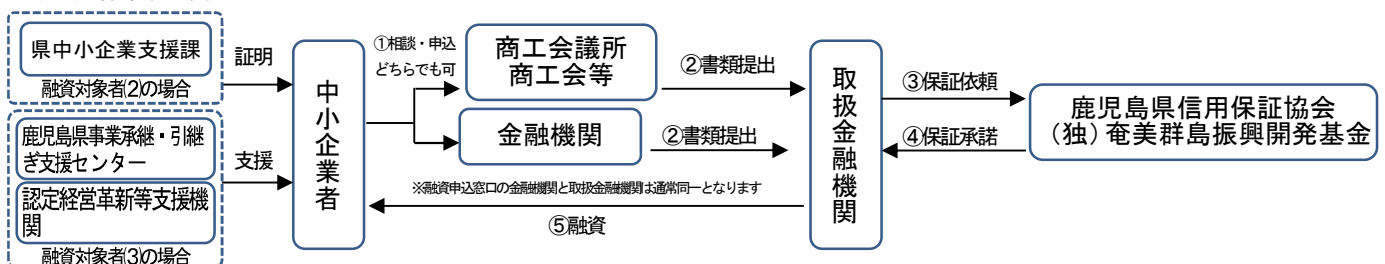 県中小企業支援課
融資対象者(2)の場合
証明
鹿児島県事業承継・引継
ぎ支援センター
認定経営革新等支援機
関
融資対象者(3)の場合
支援
中小企業者
①相談・申込
どちらでも可
商工会議所
商工会等
金融機関
②書類提出
②書類提出
※融資申込窓口の金融機関と取扱金融機関は通常同一となります
⑤融資
取扱金融機関
③保証依頼
④保証承諾
鹿児島県信用保証協会
（独）奄美群島振興開発基金